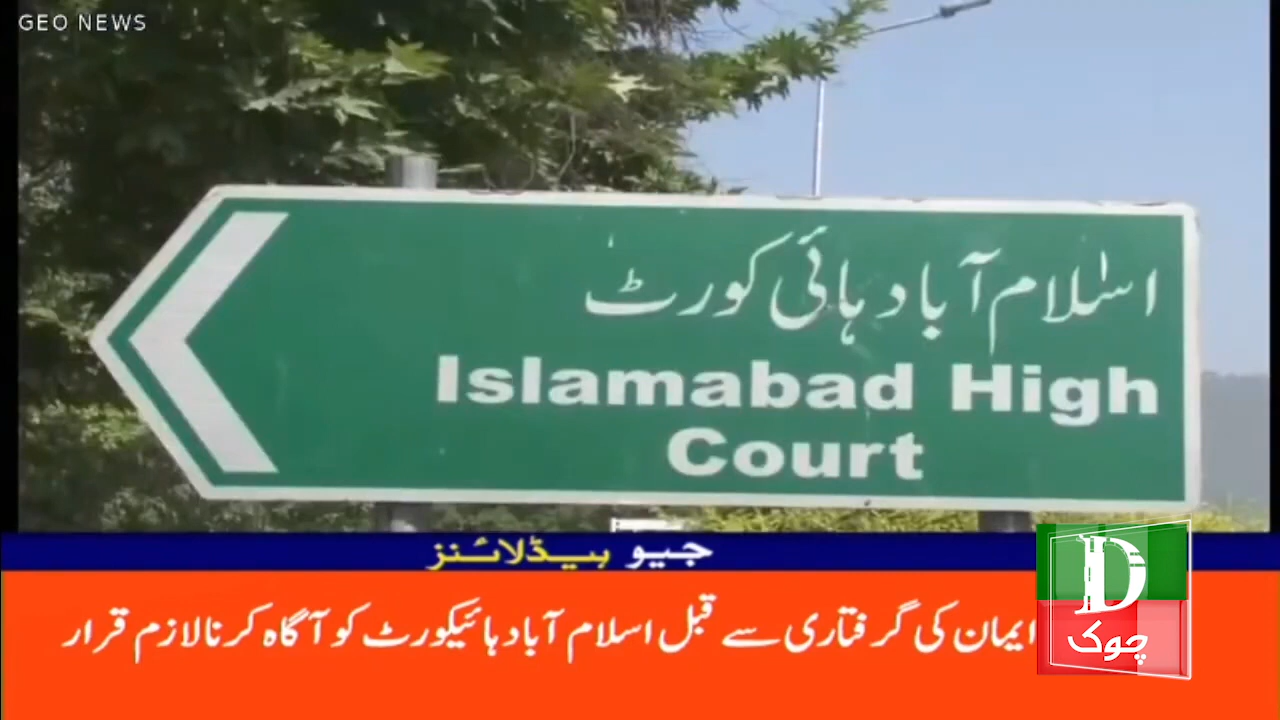 GEO NEWS
اسلام آباد ہائی کورٹ
Islamabad High
Court
جیو ہیڈلائنز
ایمان کی گرفتاری سے قبل اسلام آباد ہائیکورٹ کو آگاہ کرنا لازم قرار
D
چوک